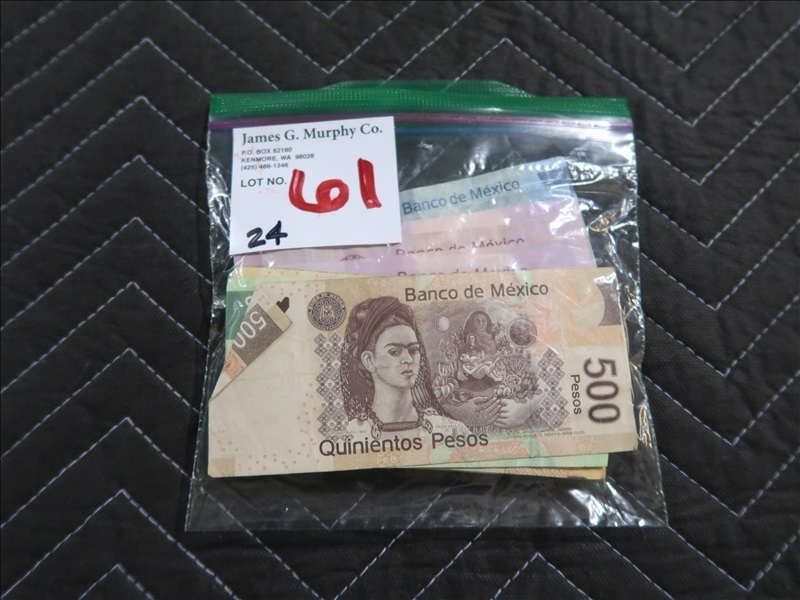 James G. Murphy Co.
P.O. BOX 82160
KENMORE, WA 98028
(425) 486-1246
LOT NO. 61
24
Banco de México
Banco de México
Banco de México
Banco de México
500
500
Pesos
Quinientos Pesos